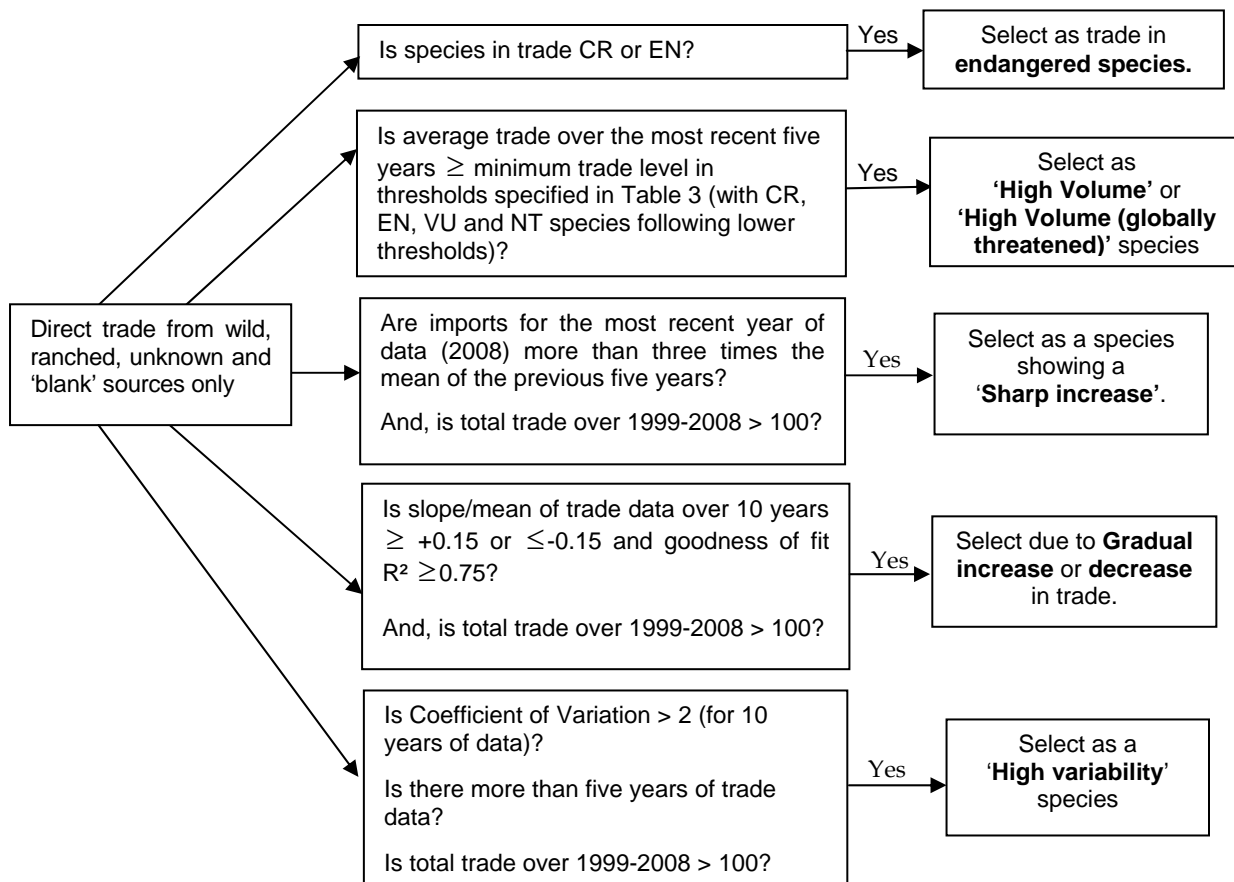 Is species in trade CR or EN?
Yes
Select as trade in
endangered species.
Is average trade over the most recent five
years ≥ minimum trade level in
thresholds specified in Table 3 (with CR,
EN, VU and NT species following lower
thresholds)?
Yes
Select as
‘High Volume’ or
‘High Volume (globally
threatened)’ species
Direct trade from wild,
ranched, unknown and
‘blank’ sources only
Are imports for the most recent year of
data (2008) more than three times the
mean of the previous five years?
And, is total trade over 1999-2008 > 100?
Yes
Select as a species
showing a
‘Sharp increase’.
Is slope/mean of trade data over 10 years
≥ +0.15 or ≤-0.15 and goodness of fit
R² ≥0.75?
And, is total trade over 1999-2008 > 100?
Yes
Select due to Gradual
increase or decrease
in trade.
Is Coefficient of Variation > 2 (for 10
years of data)?
Is there more than five years of trade
data?
Is total trade over 1999-2008 > 100?
Yes
Select as a
‘High variability’
species